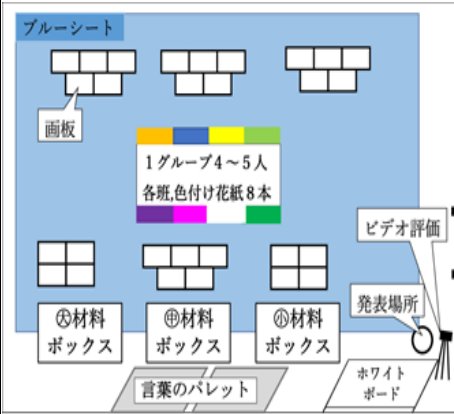 ブルーシート
画板
1グループ4～5人
各班,色付け花紙8本
ビデオ評価
発表場所
㊛材料
ボックス
㊥材料
ボックス
㊙材料
ボックス
言葉のパレット
ホワイト
ボード